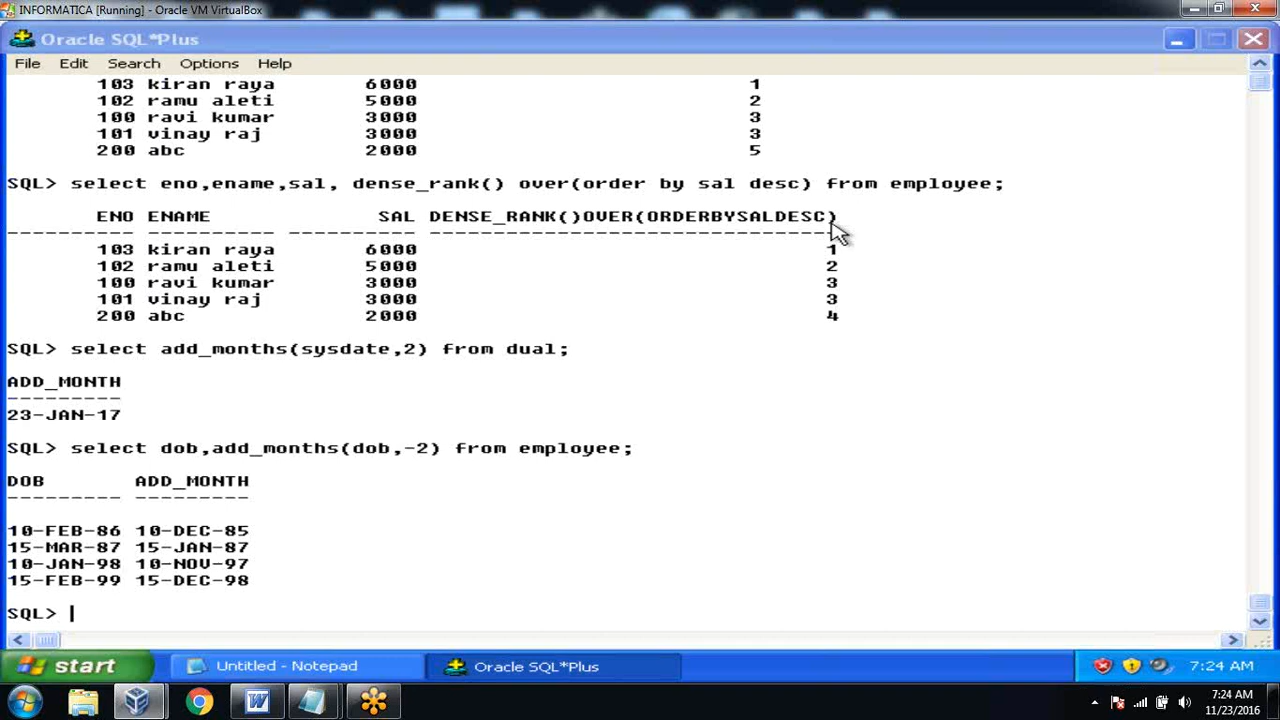 INFORMATICA [Running] - Oracle VM VirtualBox
Oracle SQL*Plus
File Edit Search Options Help
103 kiran raya 6000 1
102 ramu aleti 5000 2
100 ravi kumar 3000 3
101 vinay raj 3000 3
200 abc 2000 5
SQL> select eno,ename,sal, dense_rank() over(order by sal desc) from employee;
ENO ENAME SAL DENSE_RANK()OVER(ORDERBYSALDESC)
---------- ---------- ---------- --------------------------------
103 kiran raya 6000 1
102 ramu aleti 5000 2
100 ravi kumar 3000 3
101 vinay raj 3000 3
200 abc 2000 4
SQL> select add_months(sysdate,2) from dual;
ADD_MONTH
---------
23-JAN-17
SQL> select dob,add_months(dob,-2) from employee;
DOB ADD_MONTH
--------- ---------
10-FEB-86 10-DEC-85
15-MAR-87 15-JAN-87
10-JAN-98 10-NOV-97
15-FEB-99 15-DEC-98
SQL>
start Untitled - Notepad Oracle SQL*Plus 7:24 AM
7:24 AM
11/23/2016